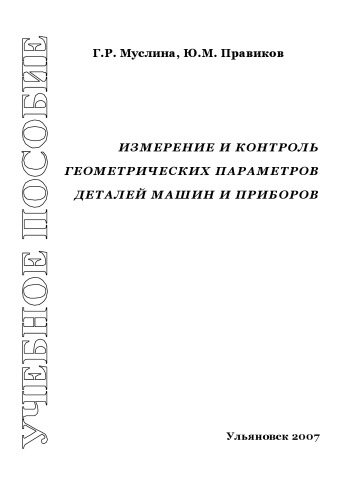 Г.Р. Муслина, Ю.М. Правиков
УЧЕБНОЕ ПОСОБИЕ
ИЗМЕРЕНИЕ И КОНТРОЛЬ
ГЕОМЕТРИЧЕСКИХ ПАРАМЕТРОВ
ДЕТАЛЕЙ МАШИН И ПРИБОРОВ
Ульяновск 2007